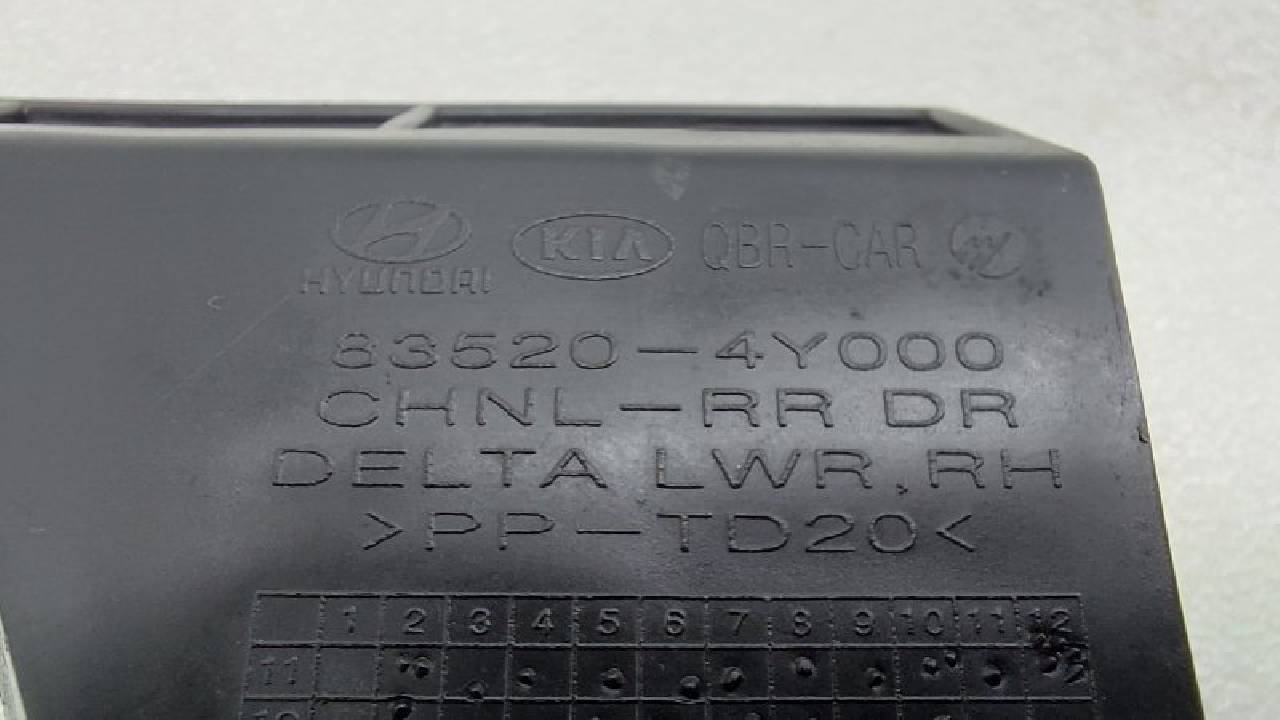 HYUNDAI KIA QBR-CAR
83520-4Y000
CHNL-RR DR
DELTA LWR, RH
>PP-TD20<
1 2 3 4 5 6 7 8 9 10 11 12
11